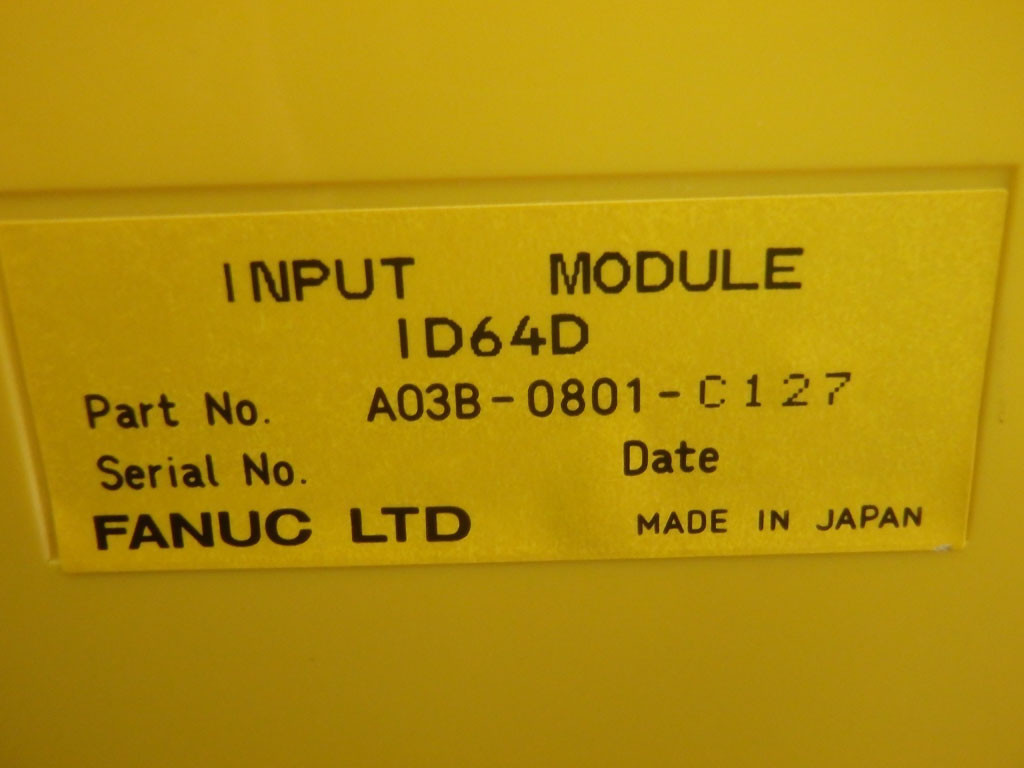 INPUT MODULE
ID64D
Part No. A03B-0801-C127
Serial No. Date
FANUC LTD MADE IN JAPAN